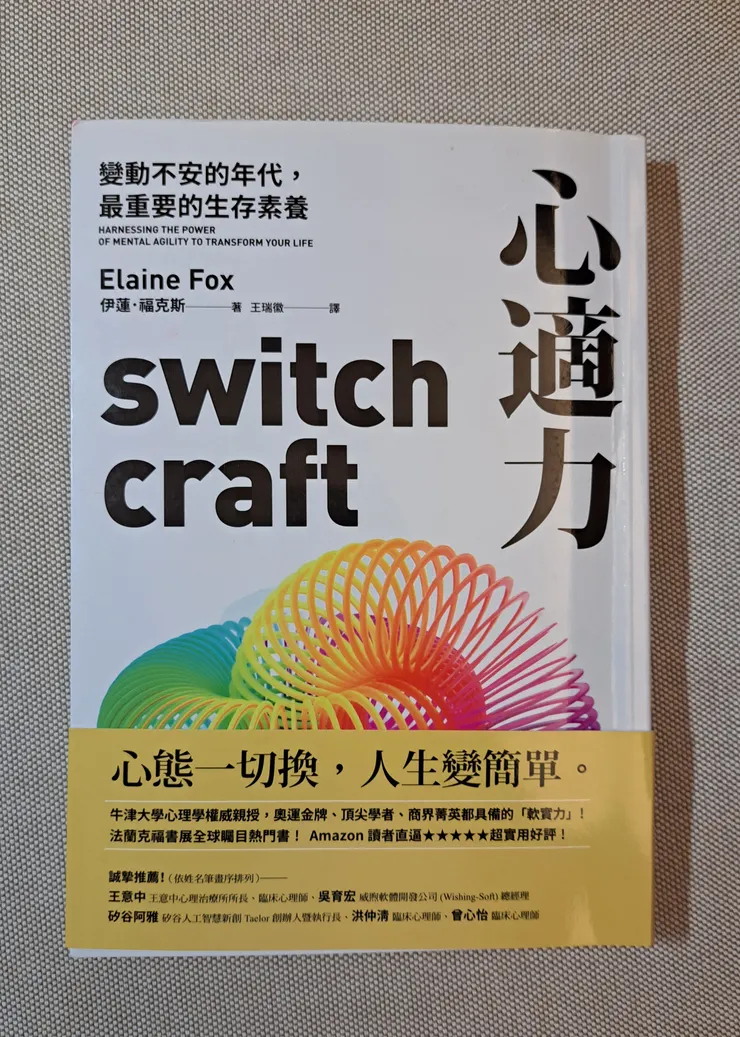 變動不安的年代，
最重要的生存素養
HARNESSING THE POWER
OF MENTAL AGILITY TO TRANSFORM YOUR LIFE
Elaine Fox
伊蓮·福克斯——著 王瑞徽——譯
心適力
switch
craft
心態一切換，人生變簡單。
牛津大學心理學權威親授，奧運金牌、頂尖學者、商界菁英都具備的「軟實力」！
法蘭克福書展全球矚目熱門書！ Amazon 讀者直逼★★★★★超實用好評！
誠摯推薦！（依姓名筆畫序排列）——
王意中 王意中心理治療所所長、臨床心理師、吳育宏 威煦軟體開發公司 (Wishing-Soft) 總經理
矽谷阿雅 矽谷人工智慧新創 Taelor 創辦人暨執行長、洪仲清 臨床心理師、曾心怡 臨床心理師